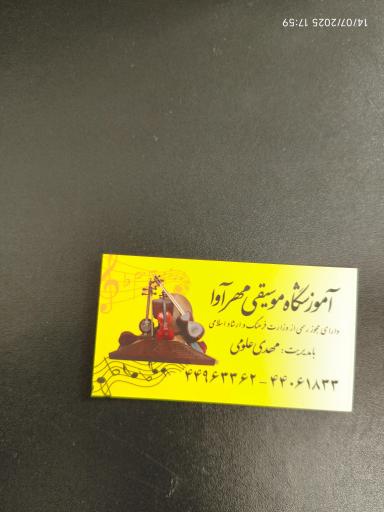 14/07/2025 17:59
آموزشگاه موسیقی مهرآوا
دارای مجوز رسمی از وزارت فرهنگ و ارشاد اسلامی
با مدیریت: مهدی علومی
۴۴۹۶۳۳۶۲-۴۴۰۶۱۸۳۳